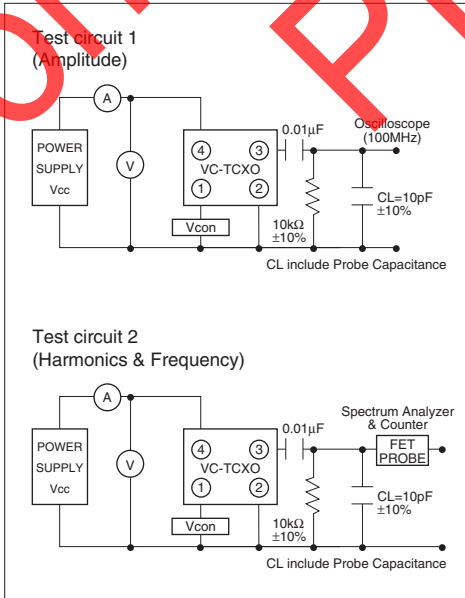 Test circuit 1
(Amplitude)
A
POWER
SUPPLY
Vcc
V
4
3
VC-TCXO
1
2
Vcon
0.01µF
Oscilloscope
(100MHz)
10kΩ
±10%
CL=10pF
±10%
CL include Probe Capacitance
Test circuit 2
(Harmonics & Frequency)
A
POWER
SUPPLY
Vcc
V
4
3
VC-TCXO
1
2
Vcon
0.01µF
Spectrum Analyzer
& Counter
FET
PROBE
10kΩ
±10%
CL=10pF
±10%
CL include Probe Capacitance